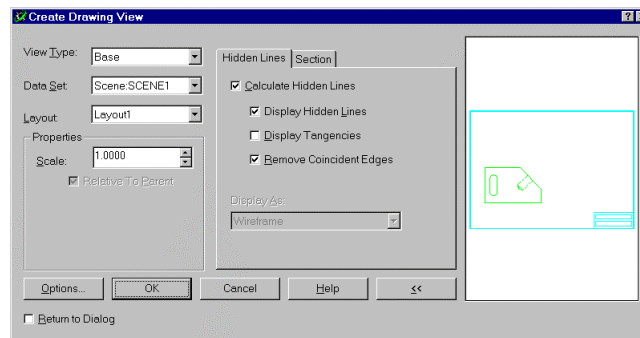 Create Drawing View
View Type:
Base
Data Set:
Scene:SCENE1
Layout:
Layout1
Properties
Scale:
1.0000
Relative To Parent
Hidden Lines
Section
Calculate Hidden Lines
Display Hidden Lines
Display Tangencies
Remove Coincident Edges
Display As:
Wireframe
Options...
OK
Cancel
Help
<<
Return to Dialog